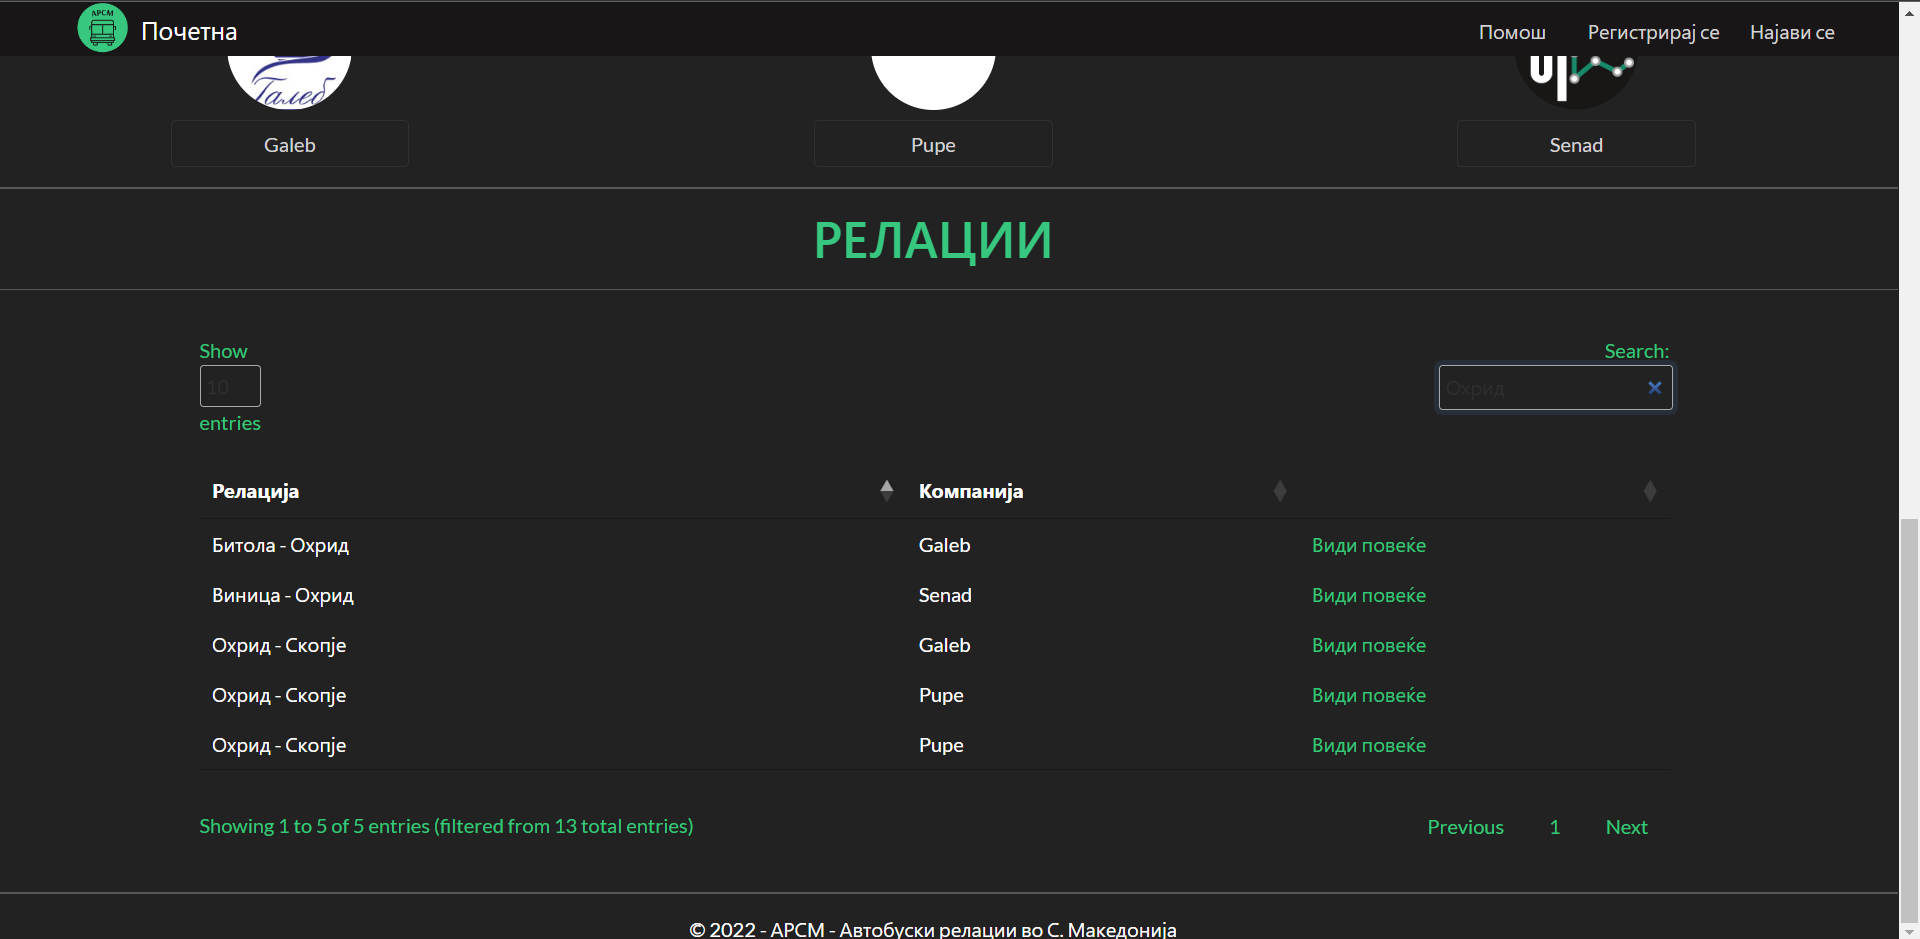 АРСМ
Почетна
Помош
Регистрирај се
Најави се
Галеб
Galeb
Pupe
Senad
РЕЛАЦИИ
Show
10
entries
Search:
Охрид
Релација
Компанија
Битола - Охрид Galeb Види повеќе
Виница - Охрид Senad Види повеќе
Охрид - Скопје Galeb Види повеќе
Охрид - Скопје Pupe Види повеќе
Охрид - Скопје Pupe Види повеќе
Showing 1 to 5 of 5 entries (filtered from 13 total entries)
Previous 1 Next
© 2022 - АРСМ - Автобуски релации во С. Македонија